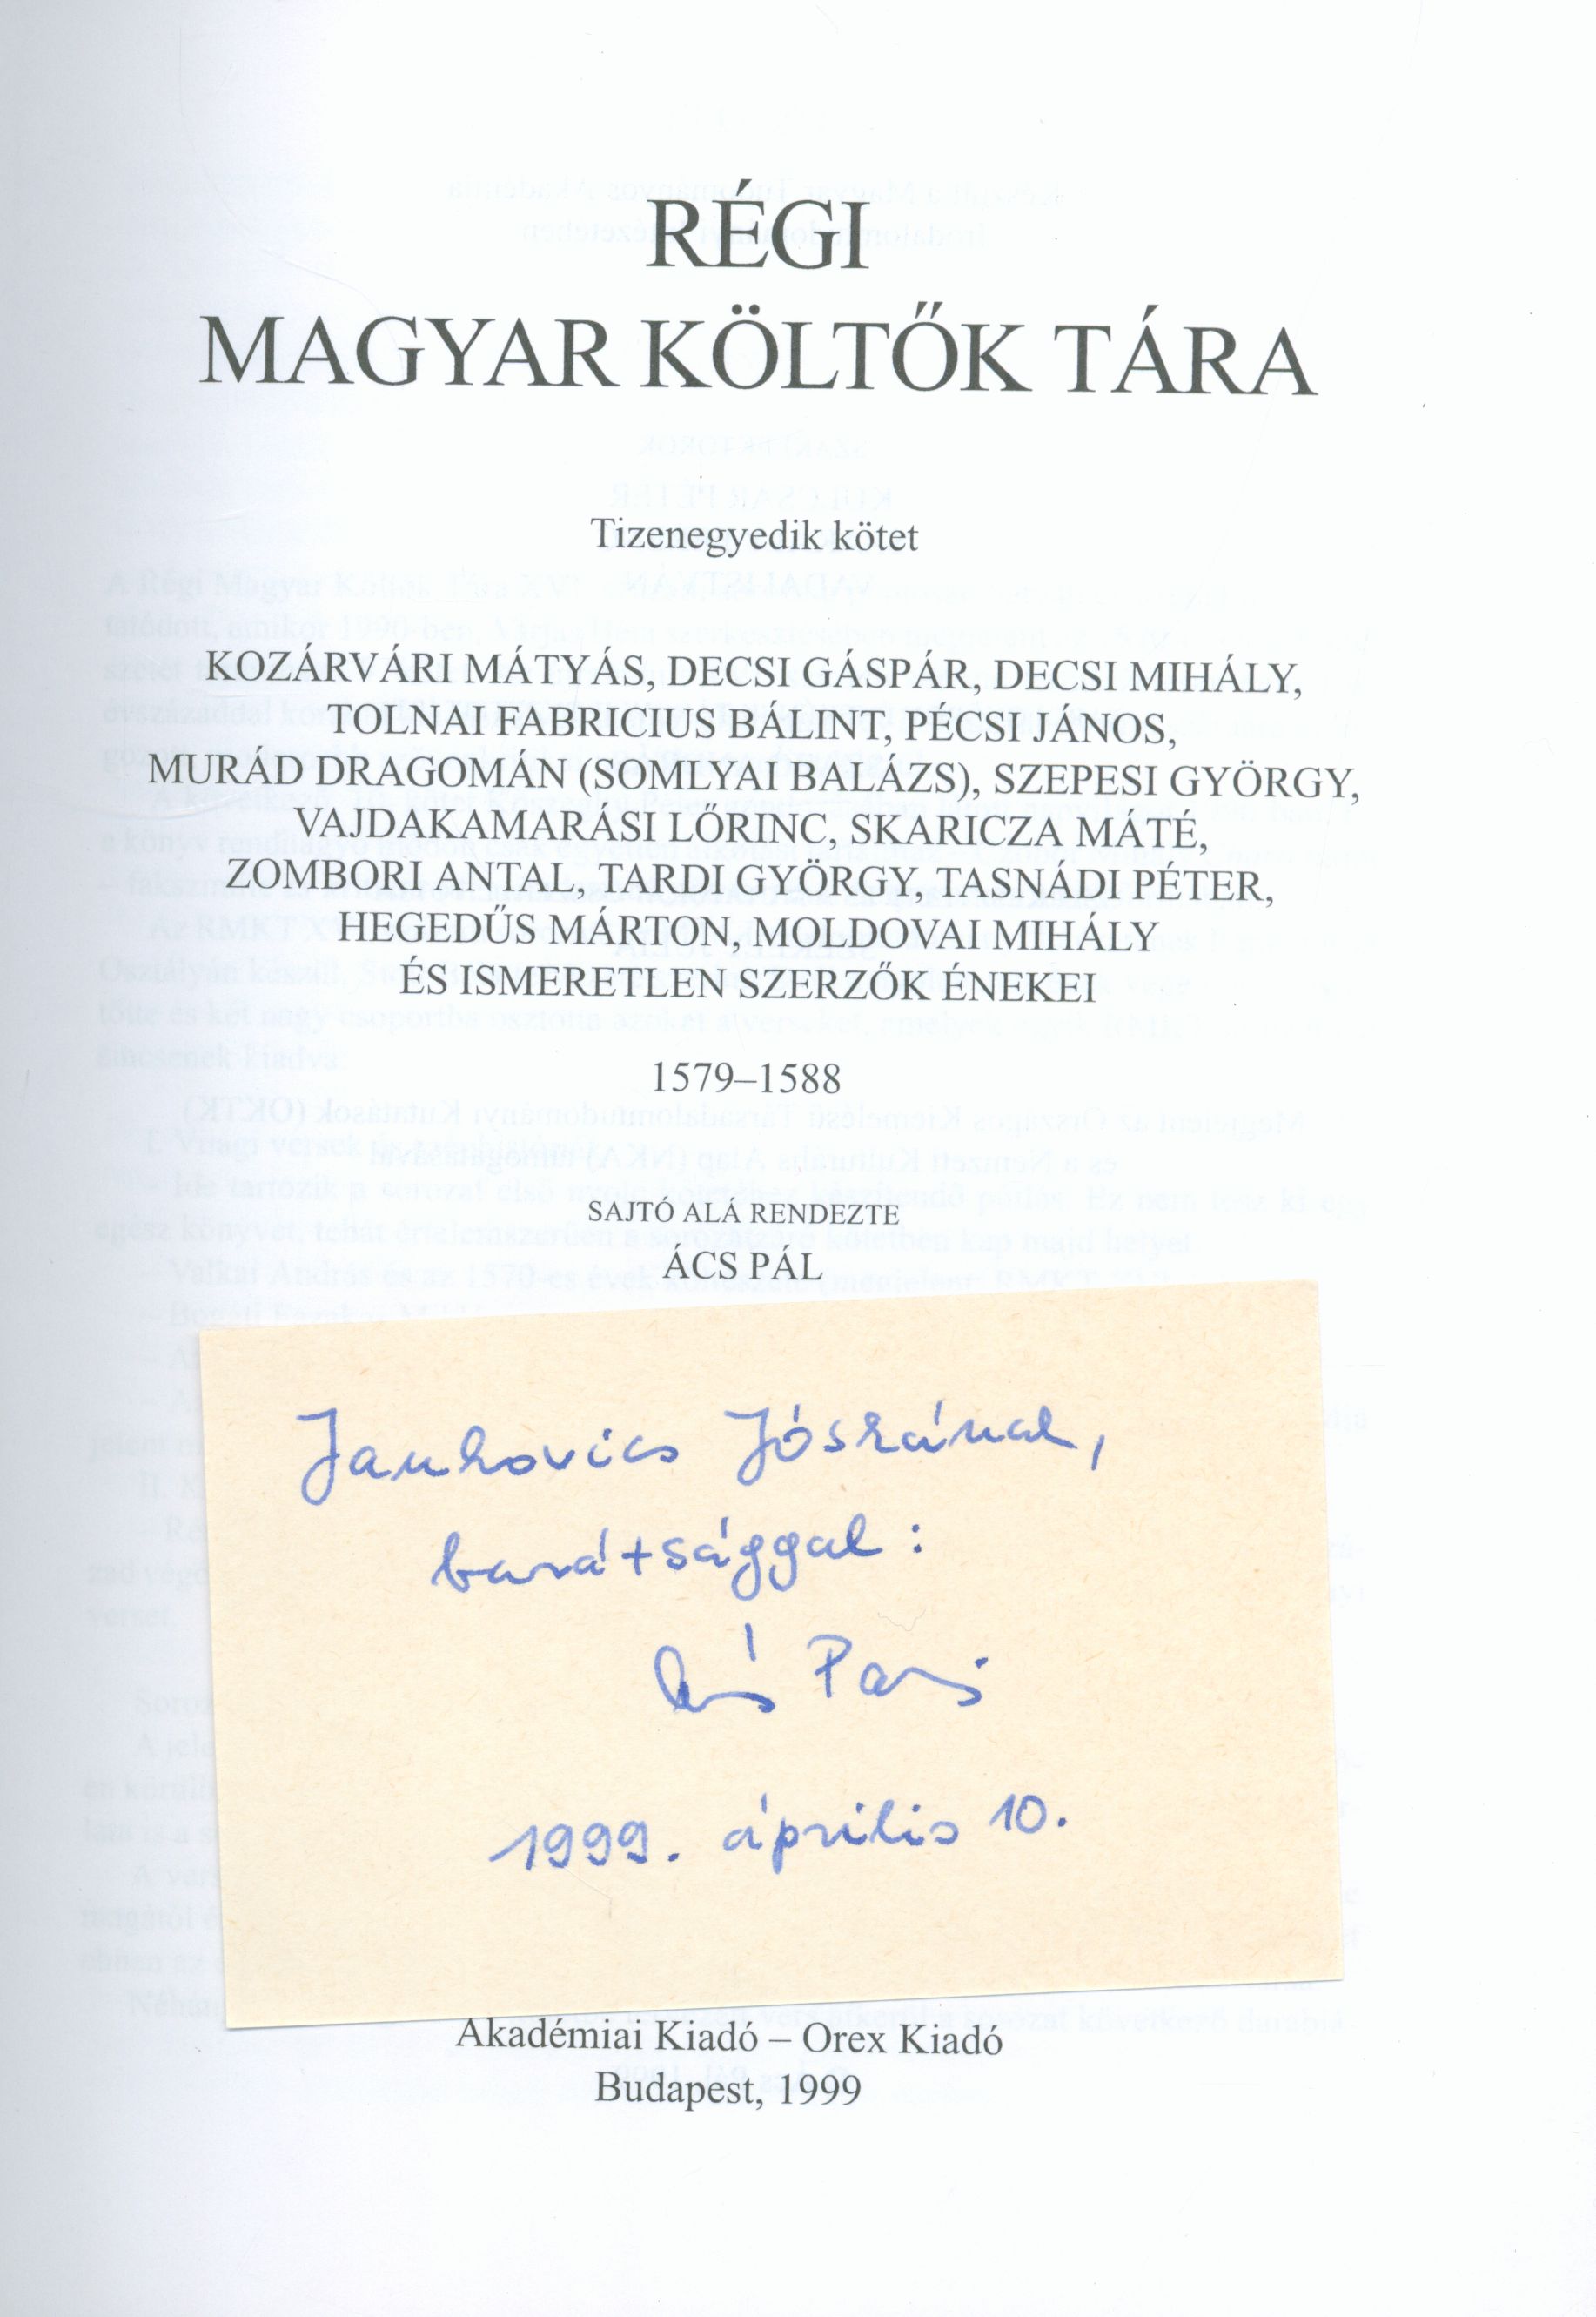 RÉGI
MAGYAR KÖLTŐK TÁRA
Tizenegyedik kötet
KOZÁRVÁRI MÁTYÁS, DECSI GÁSPÁR, DECSI MIHÁLY,
TOLNAI FABRICIUS BÁLINT, PÉCSI JÁNOS,
MURÁD DRAGOMÁN (SOMLYAI BALÁZS), SZEPESI GYÖRGY,
VAJDAKAMARÁSI LŐRINC, SKARICZA MÁTÉ,
ZOMBORI ANTAL, TARDI GYÖRGY, TASNÁDI PÉTER,
HEGEDŰS MÁRTON, MOLDOVAI MIHÁLY
ÉS ISMERETLEN SZERZŐK ÉNEKEI
1579–1588
SAJTÓ ALÁ RENDEZTE
ÁCS PÁL
Jankovics Józsának,
barátsággal:
Ács Pali
1999. április 10.
Akadémiai Kiadó – Orex Kiadó
Budapest, 1999